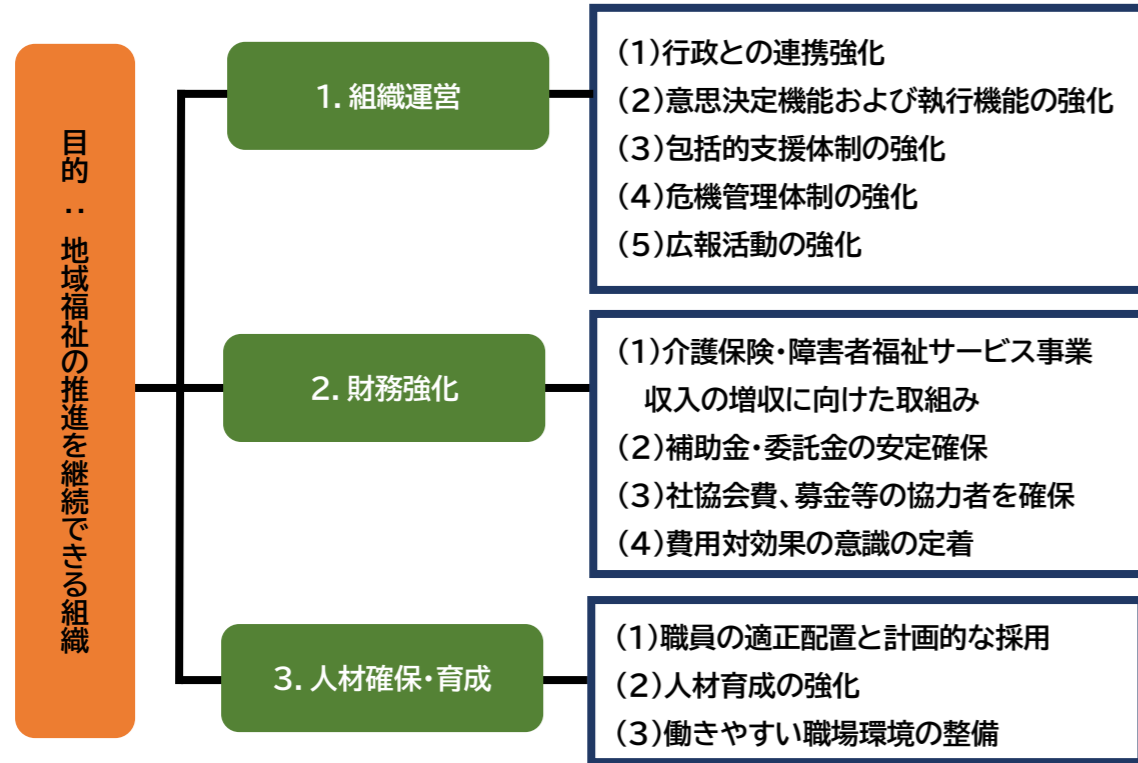 目的：地域福祉の推進を継続できる組織
1．組織運営
(1)行政との連携強化
(2)意思決定機能および執行機能の強化
(3)包括的支援体制の強化
(4)危機管理体制の強化
(5)広報活動の強化
2．財務強化
(1)介護保険・障害者福祉サービス事業
収入の増収に向けた取組み
(2)補助金・委託金の安定確保
(3)社協会費、募金等の協力者を確保
(4)費用対効果の意識の定着
3．人材確保・育成
(1)職員の適正配置と計画的な採用
(2)人材育成の強化
(3)働きやすい職場環境の整備